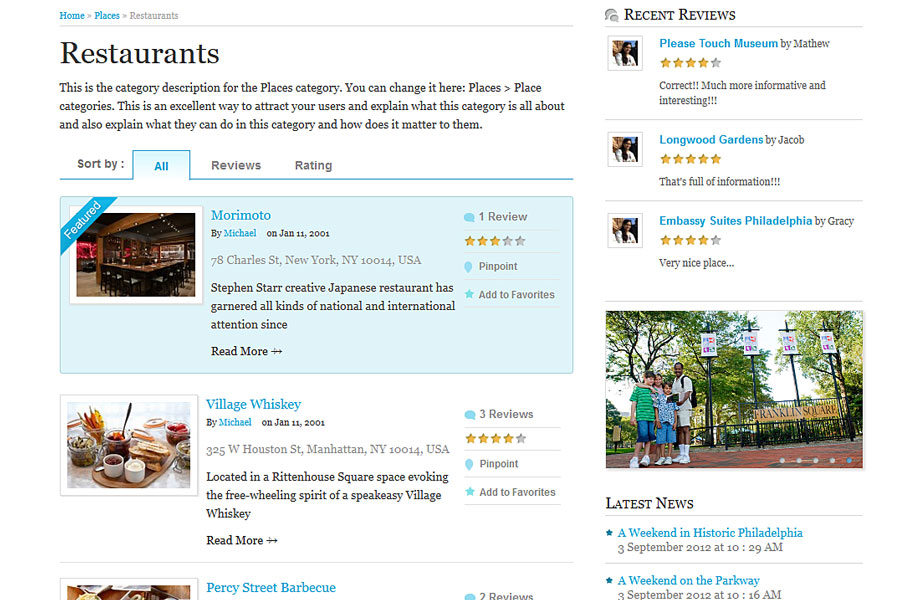 Home » Places » Restaurants
Restaurants
This is the category description for the Places category. You can change it here: Places > Place
categories. This is an excellent way to attract your users and explain what this category is all about
and also explain what they can do in this category and how does it matter to them.
Sort by : All Reviews Rating
Featured
Morimoto
By Michael on Jan 11, 2001
78 Charles St, New York, NY 10014, USA
Stephen Starr creative Japanese restaurant has
garnered all kinds of national and international
attention since
Read More ⇸
1 Review
Pinpoint
Add to Favorites
Village Whiskey
By Michael on Jan 11, 2001
325 W Houston St, Manhattan, NY 10014, USA
Located in a Rittenhouse Square space evoking
the free-wheeling spirit of a speakeasy Village
Whiskey
Read More ⇸
3 Reviews
Pinpoint
Add to Favorites
Percy Street Barbecue
2 Reviews
Recent Reviews
Please Touch Museum by Mathew
Correct!! Much more informative and
interesting!!!
Longwood Gardens by Jacob
That's full of information!!!
Embassy Suites Philadelphia by Gracy
Very nice place...
FRANKLIN SQUARE
Latest News
A Weekend in Historic Philadelphia
3 September 2012 at 10 : 29 AM
A Weekend on the Parkway
3 September 2012 at 10 : 16 AM